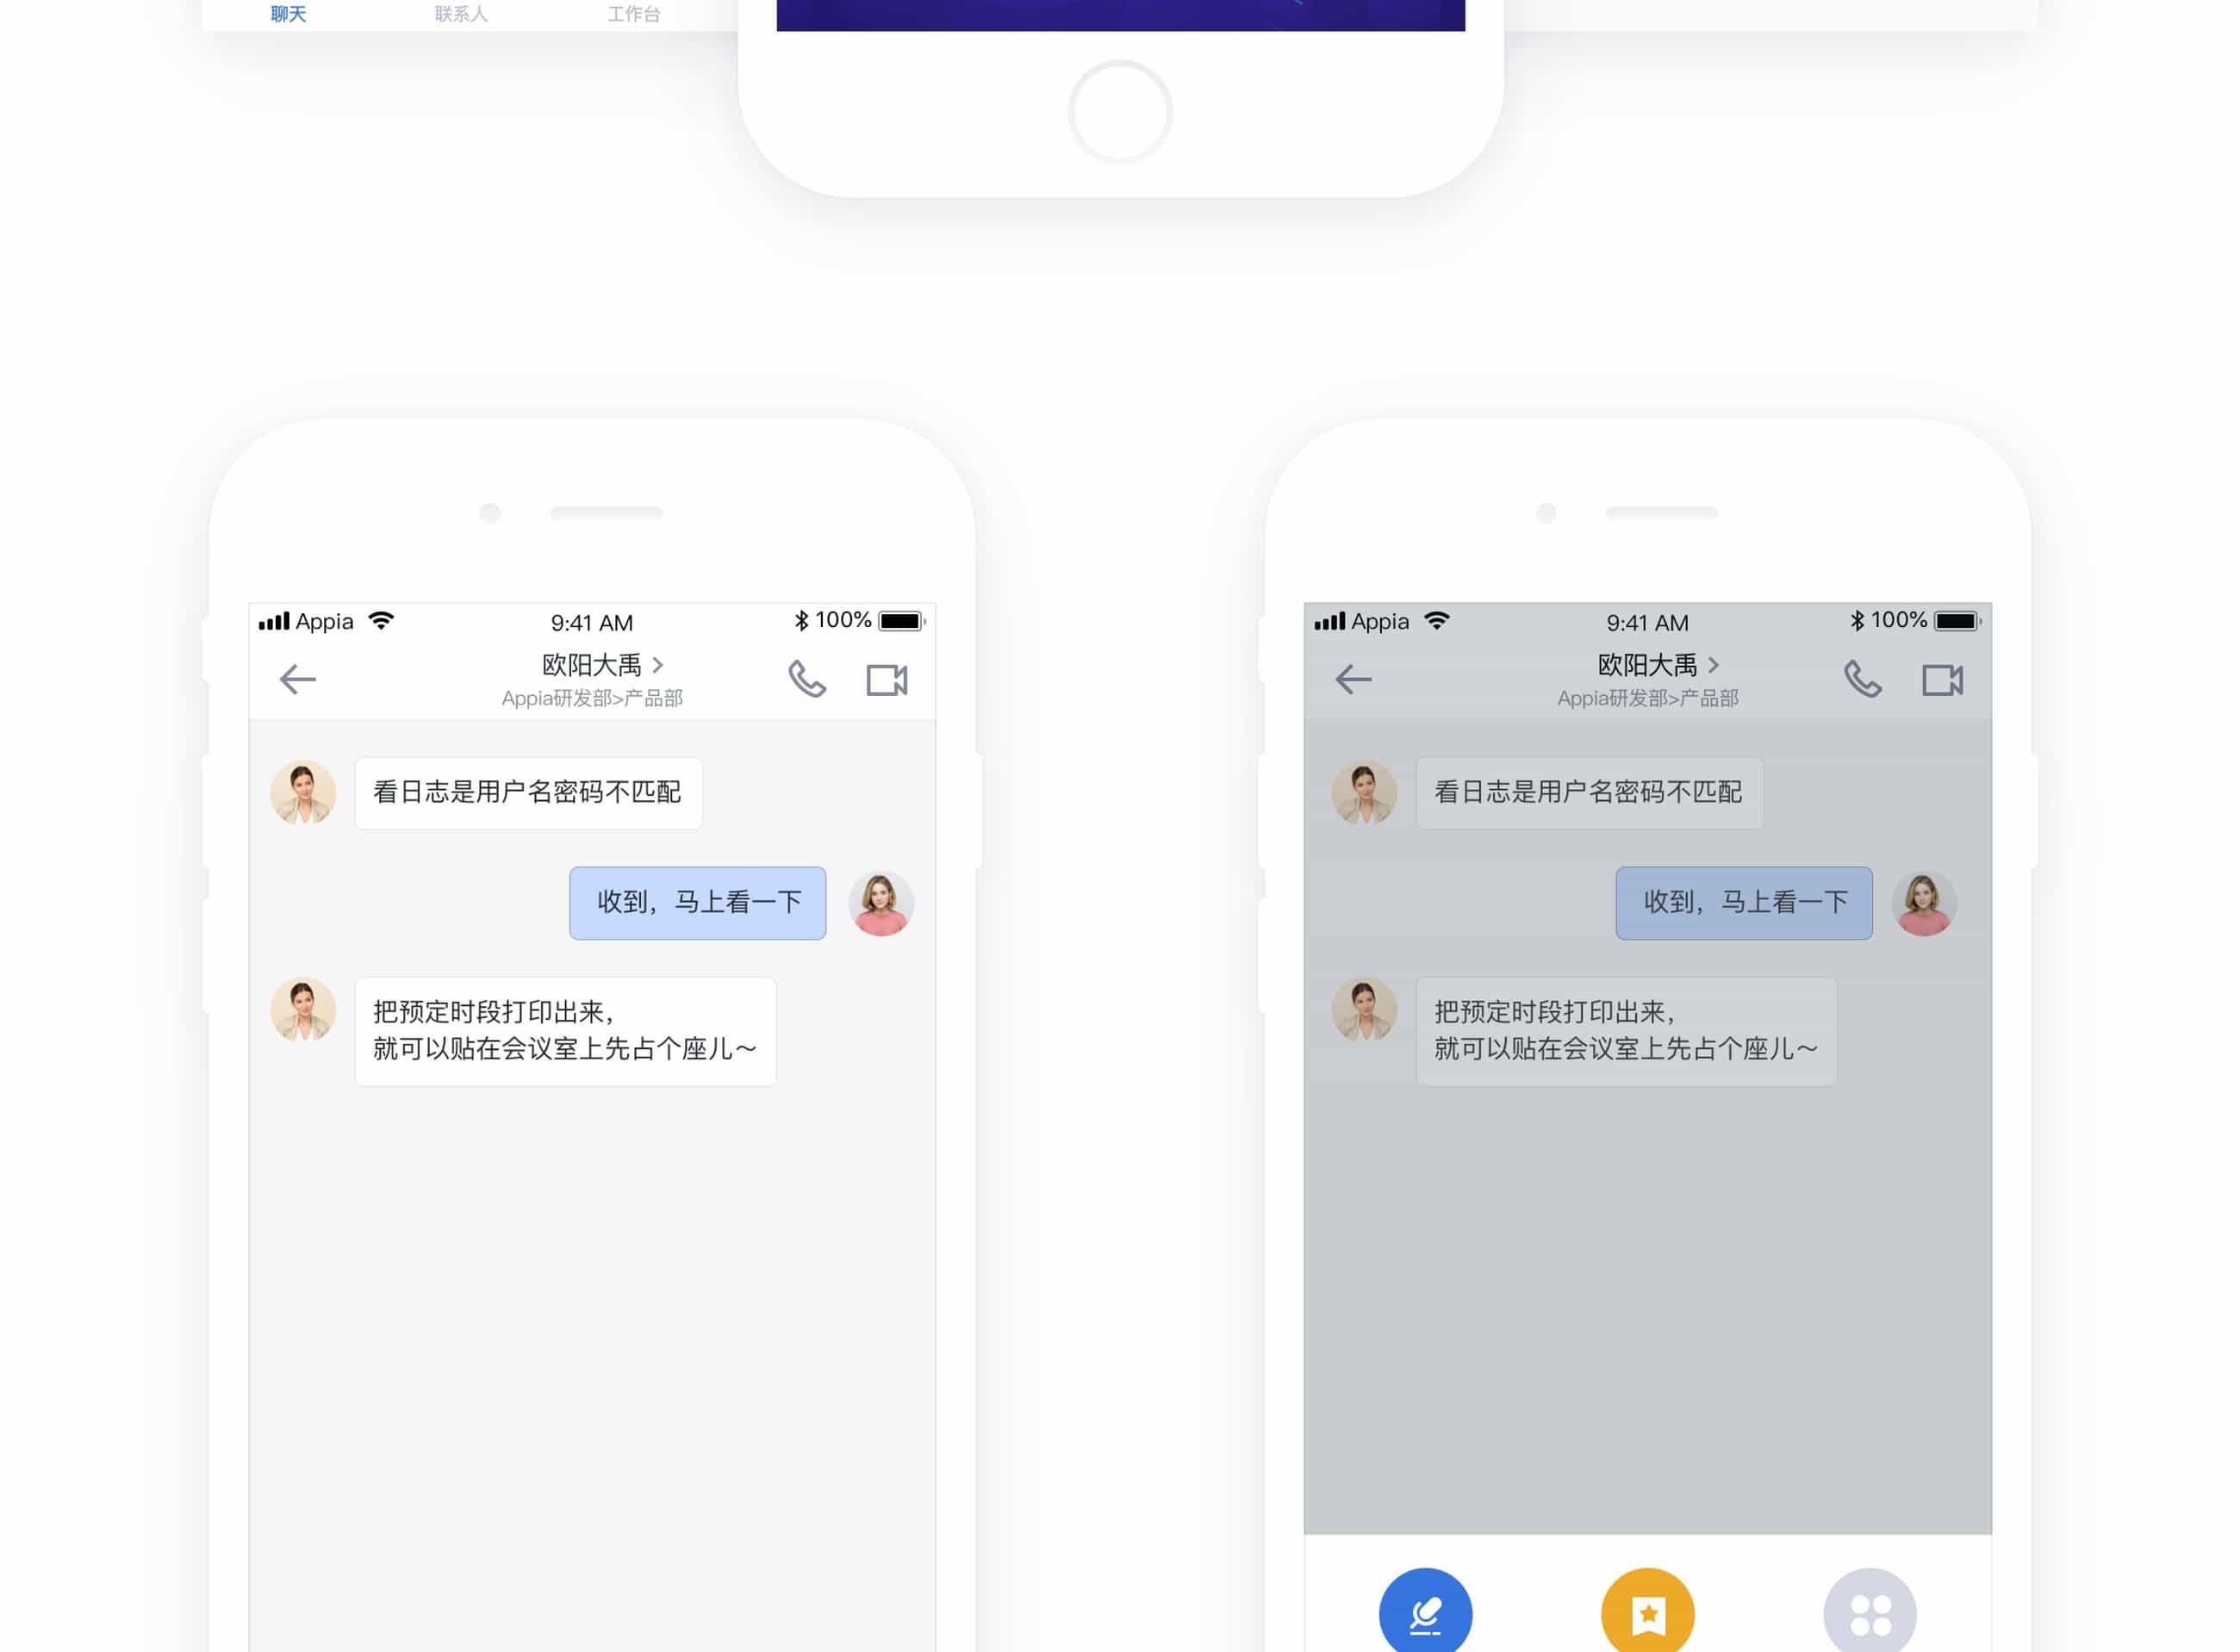 聊天 联系人 工作台
Appia 9:41 AM 100%
欧阳大禹 >
Appia研发部>产品部
看日志是用户名密码不匹配
收到，马上看一下
把预定时段打印出来，
就可以贴在会议室上先占个座儿～
Appia 9:41 AM 100%
欧阳大禹 >
Appia研发部>产品部
看日志是用户名密码不匹配
收到，马上看一下
把预定时段打印出来，
就可以贴在会议室上先占个座儿～